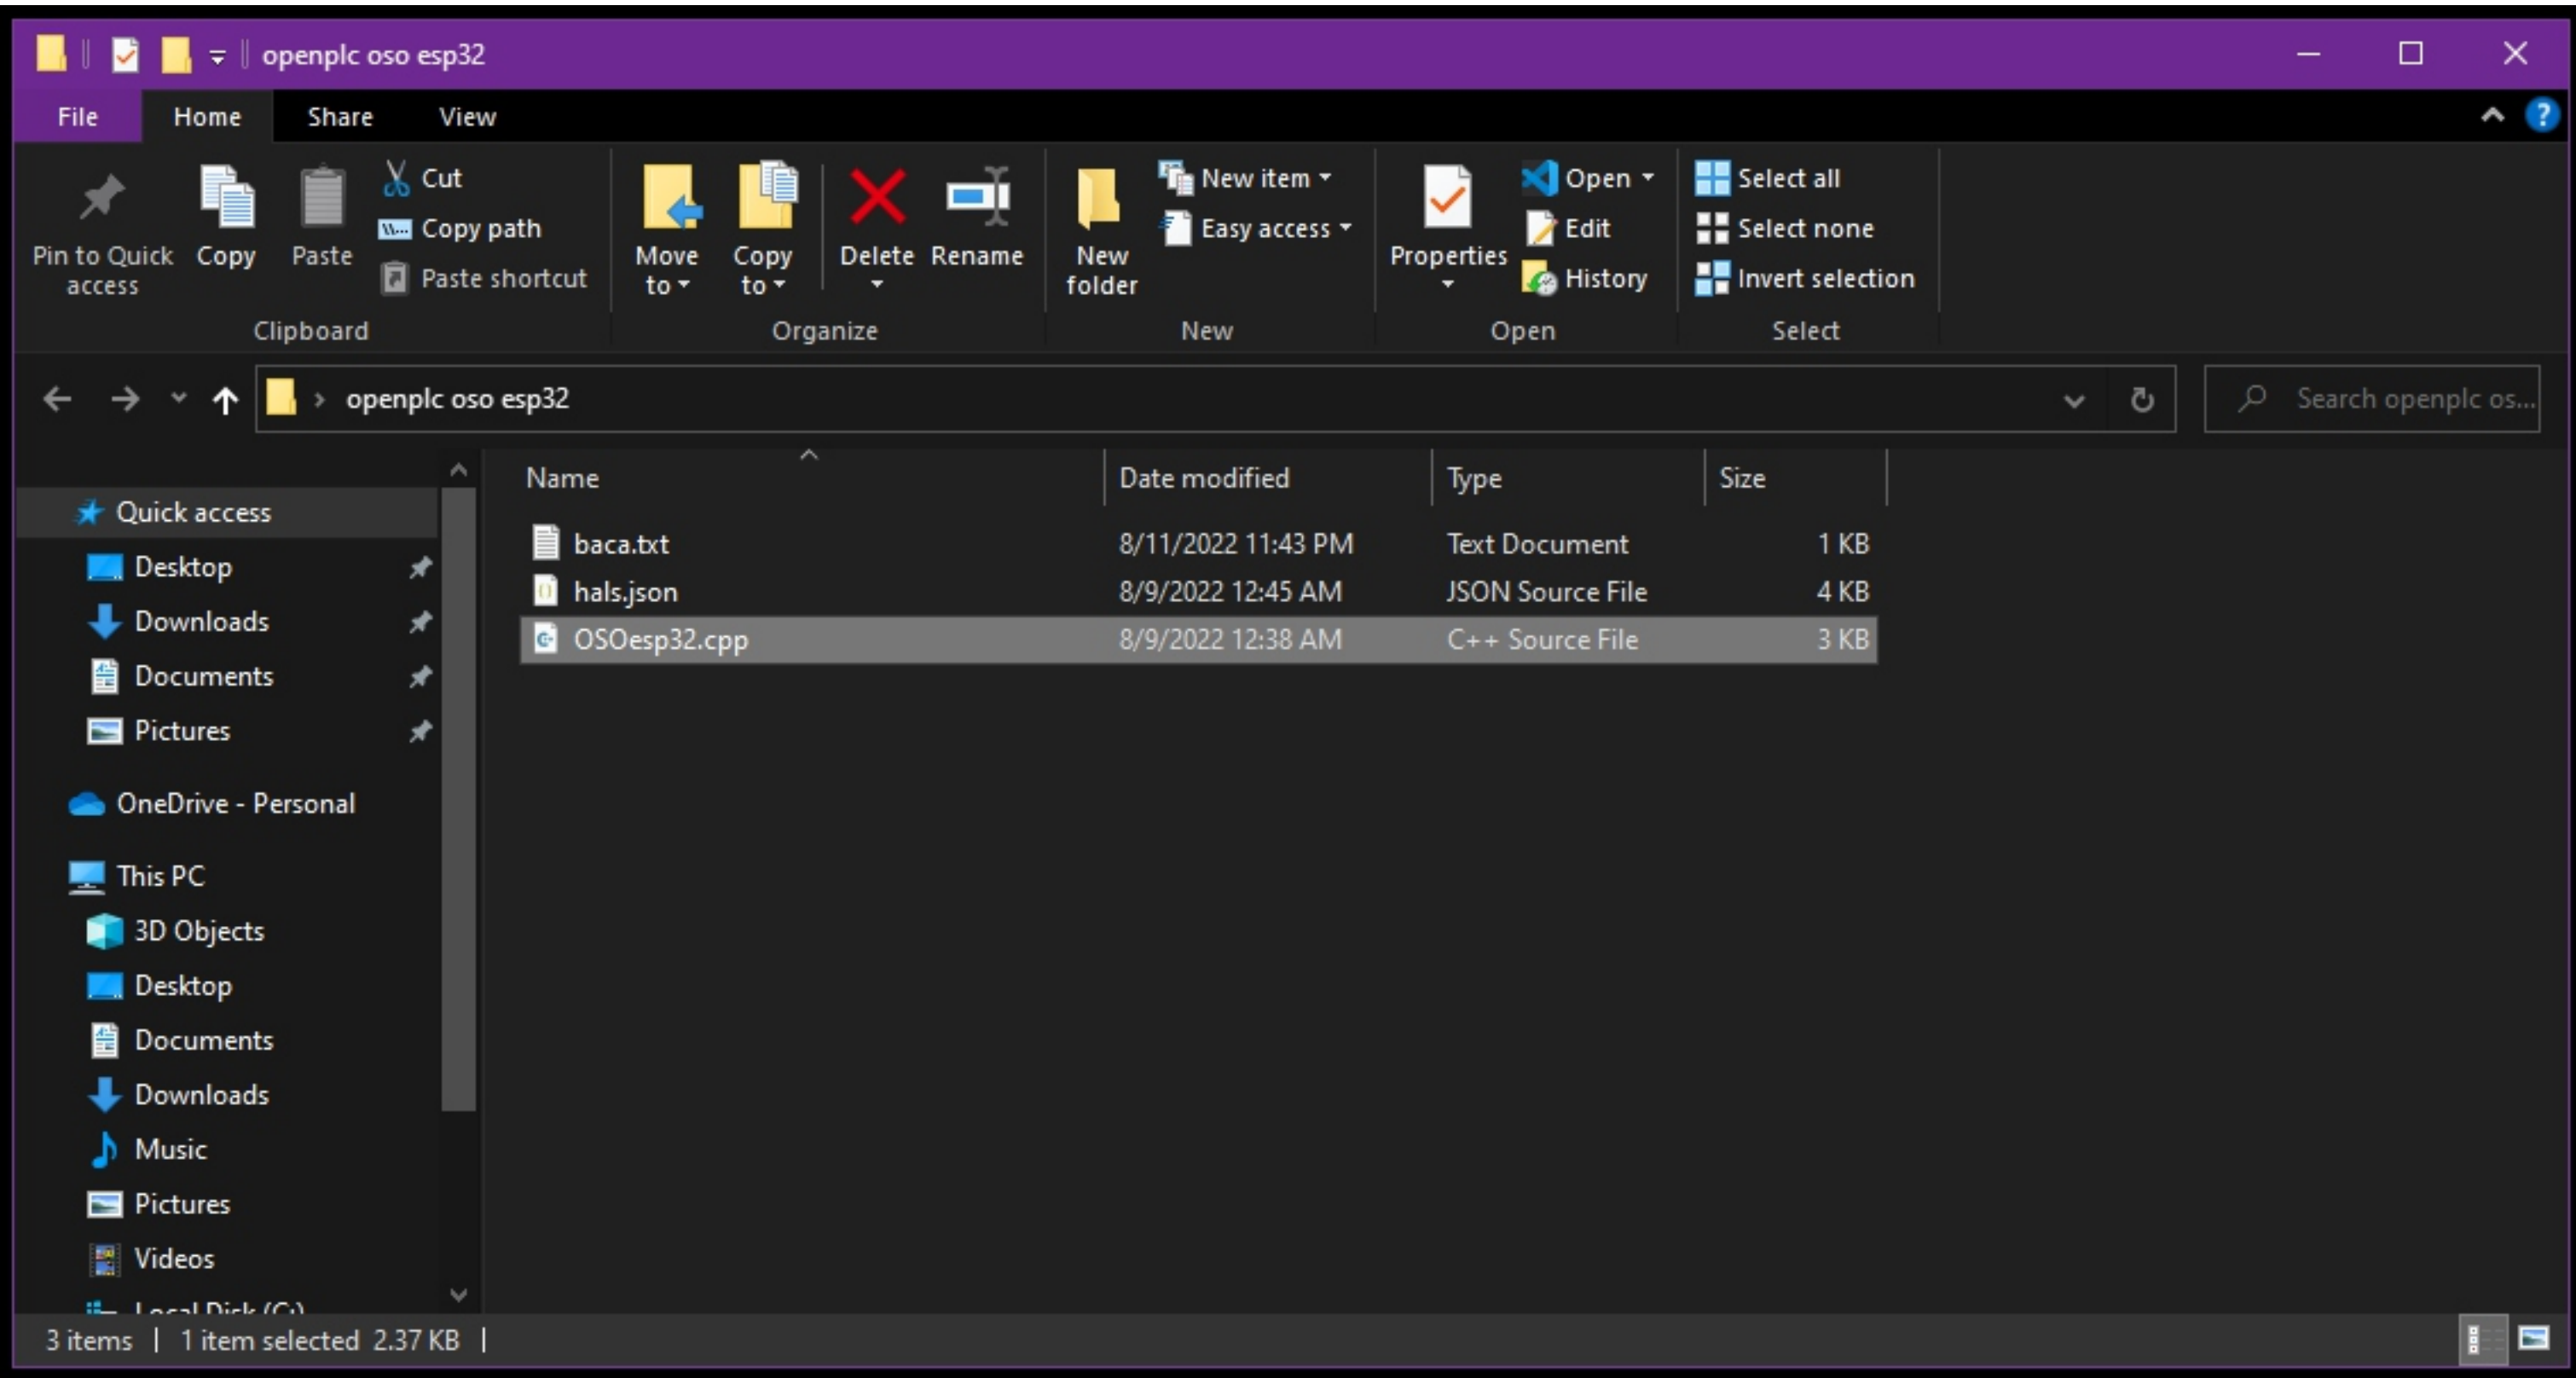 openplc oso esp32
File Home Share View
Pin to Quick access
Copy
Paste
Cut
Copy path
Paste shortcut
Clipboard
Move to
Copy to
Delete
Rename
Organize
New folder
New item
Easy access
New
Properties
Open
Edit
History
Open
Select all
Select none
Invert selection
Select
openplc oso esp32
Search openplc os...
Quick access
Desktop
Downloads
Documents
Pictures
OneDrive - Personal
This PC
3D Objects
Desktop
Documents
Downloads
Music
Pictures
Videos
Local Disk (C:)
Name Date modified Type Size
baca.txt 8/11/2022 11:43 PM Text Document 1 KB
hals.json 8/9/2022 12:45 AM JSON Source File 4 KB
OSOesp32.cpp 8/9/2022 12:38 AM C++ Source File 3 KB
3 items 1 item selected 2.37 KB